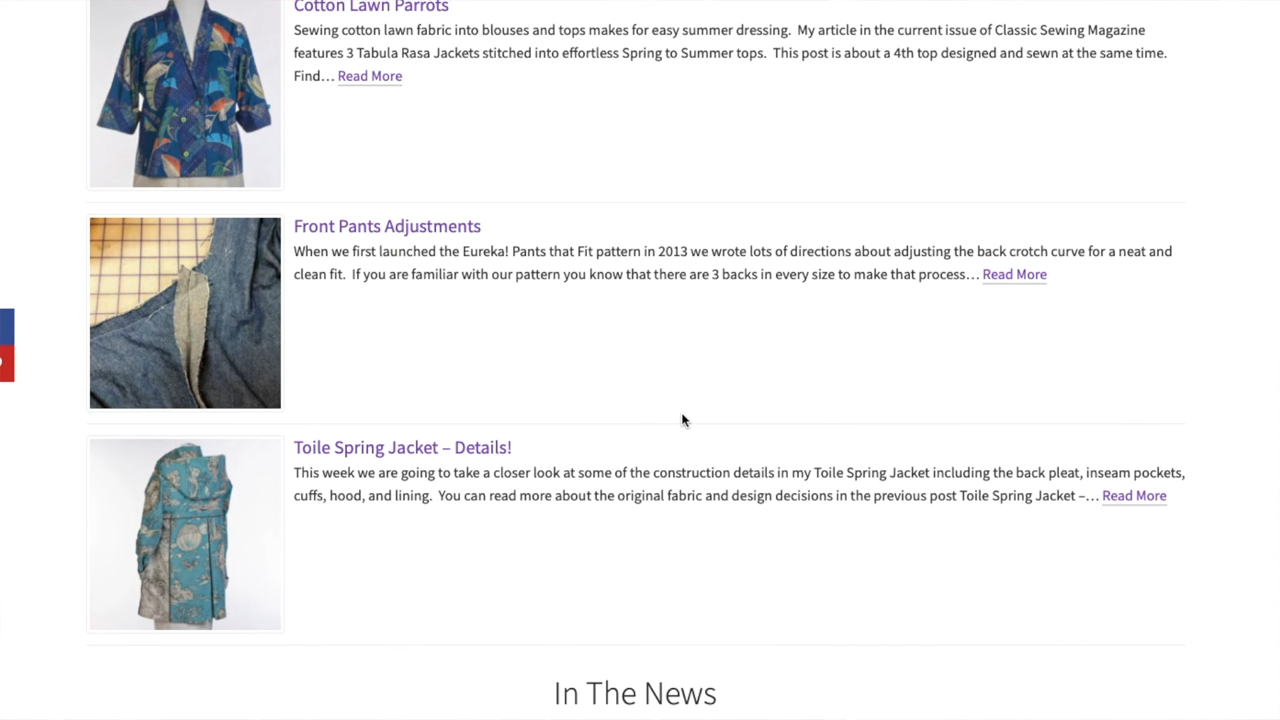 Cotton Lawn Parrots
Sewing cotton lawn fabric into blouses and tops makes for easy summer dressing.  My article in the current issue of Classic Sewing Magazine
features 3 Tabula Rasa Jackets stitched into effortless Spring to Summer tops.  This post is about a 4th top designed and sewn at the same time.
Find… Read More
Front Pants Adjustments
When we first launched the Eureka! Pants that Fit pattern in 2013 we wrote lots of directions about adjusting the back crotch curve for a neat and
clean fit.  If you are familiar with our pattern you know that there are 3 backs in every size to make that process… Read More
Toile Spring Jacket – Details!
This week we are going to take a closer look at some of the construction details in my Toile Spring Jacket including the back pleat, inseam pockets,
cuffs, hood, and lining.  You can read more about the original fabric and design decisions in the previous post Toile Spring Jacket –… Read More
In The News